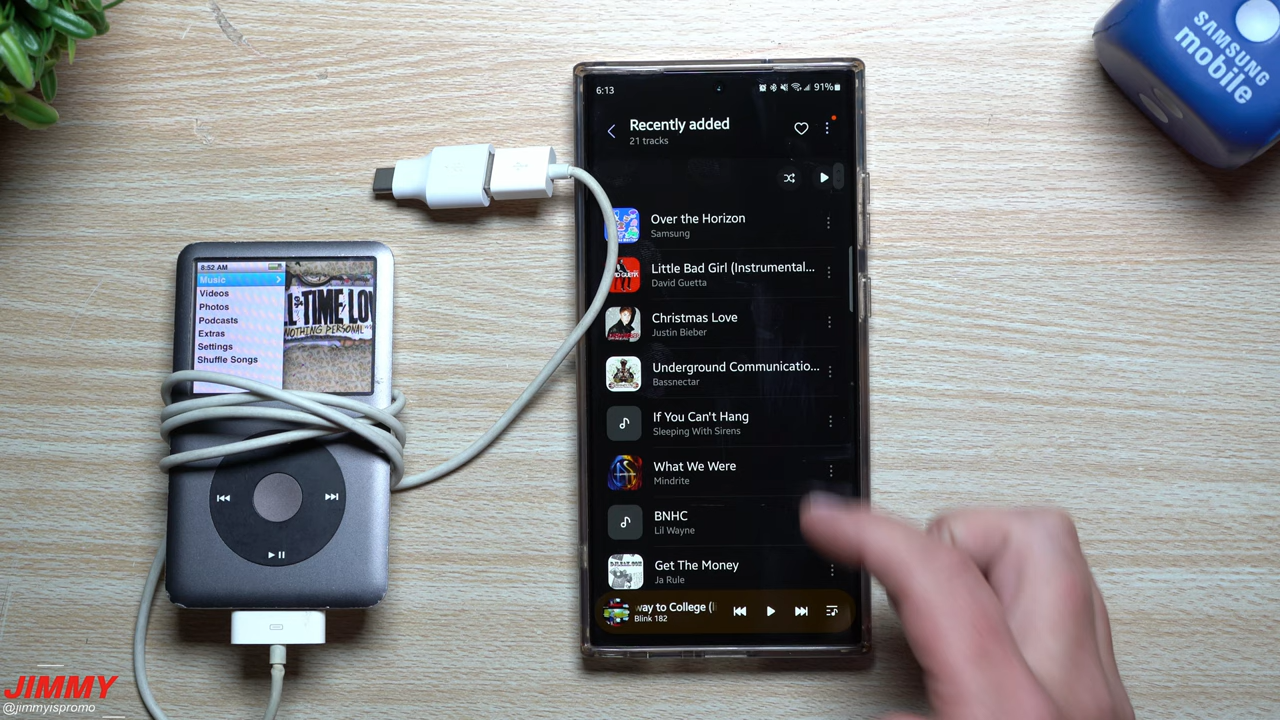 SAMSUNG
mobile
6:13
91%
Recently added
21 tracks
Over the Horizon
Samsung
Little Bad Girl (Instrumental...
David Guetta
Christmas Love
Justin Bieber
Underground Communicatio...
Bassnectar
If You Can't Hang
Sleeping With Sirens
What We Were
Mindrite
BNHC
Lil Wayne
Get The Money
Ja Rule
way to College (l
Blink 182
8:52 AM
Music
Videos
Photos
Podcasts
Extras
Settings
Shuffle Songs
LL TIME LO
NOTHING PERSONAL
JIMMY
@jimmyispromo